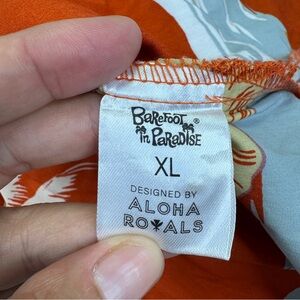 BAREFOOT®
in PARADISE
XL
DESIGNED BY
ALOHA
ROYALS